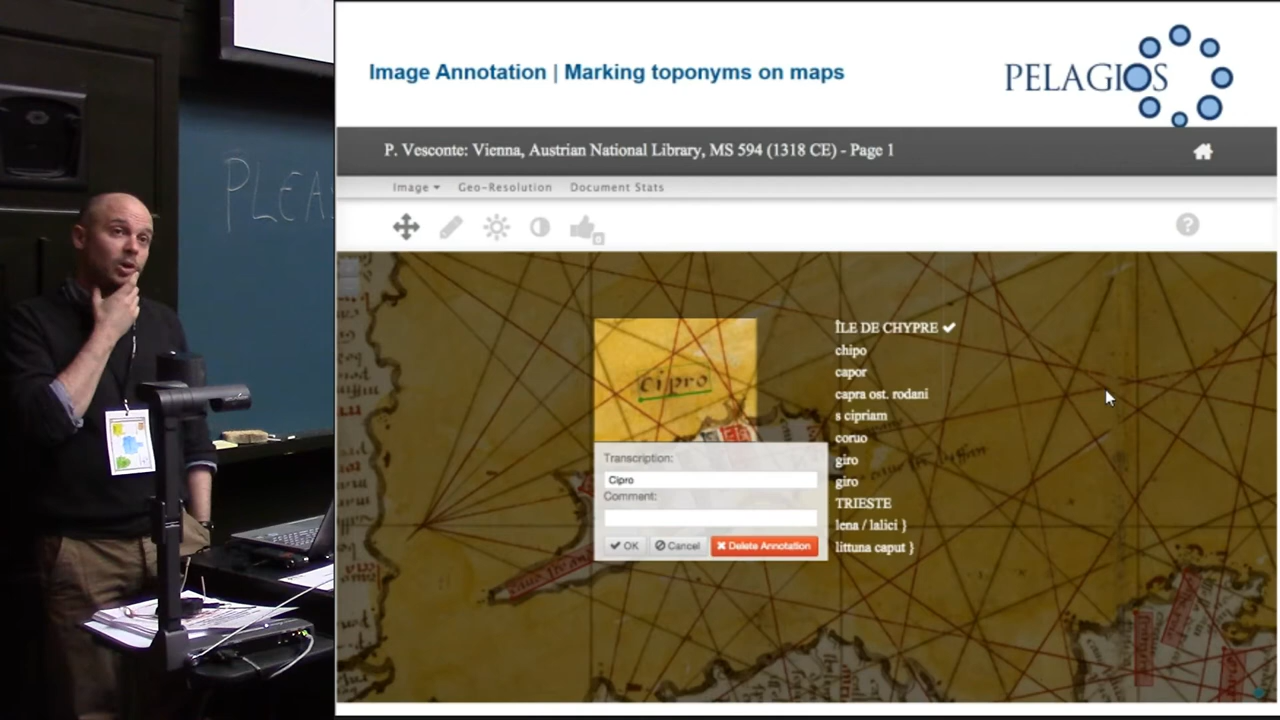 Image Annotation | Marking toponyms on maps
PELAGIOS
P. Vesconte: Vienna, Austrian National Library, MS 594 (1318 CE) - Page 1
Image
Geo-Resolution
Document Stats
PLEA
0
?
cipro
ÎLE DE CHYPRE
chipo
capor
capra ost. rodani
s cipriam
coruo
giro
giro
TRIESTE
lena / lalici }
littuna caput }
Transcription:
Cipro
Comment:
OK
Cancel
Delete Annotation